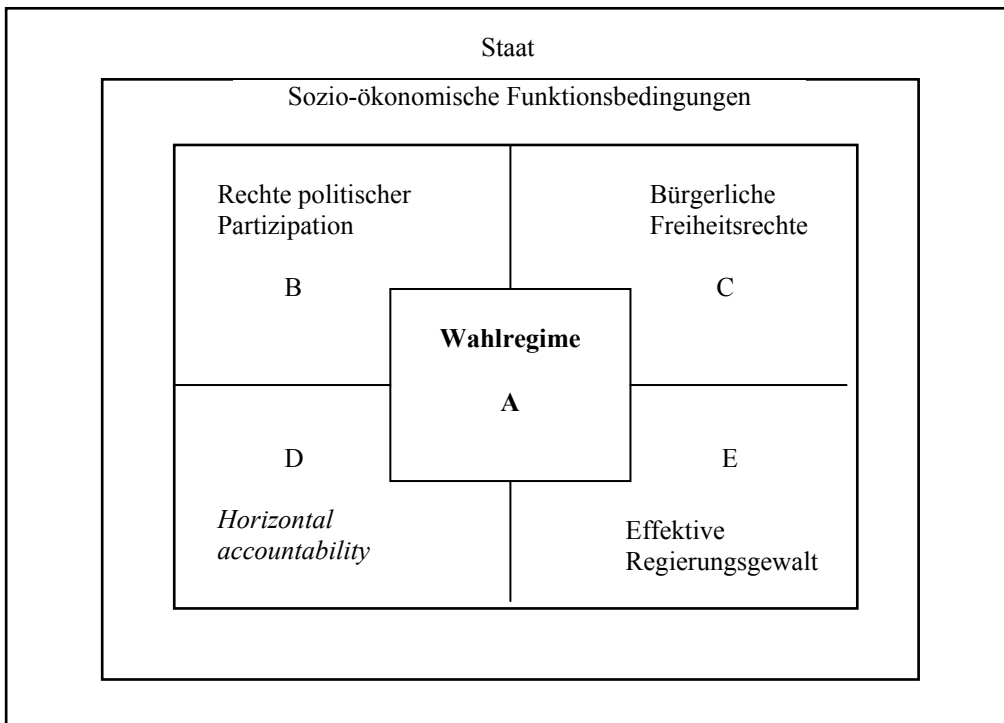 Staat
Sozio-ökonomische Funktionsbedingungen
Rechte politischer
Partizipation
B
Bürgerliche
Freiheitsrechte
C
Wahlregime
A
D
Horizontal
accountability
E
Effektive
Regierungsgewalt